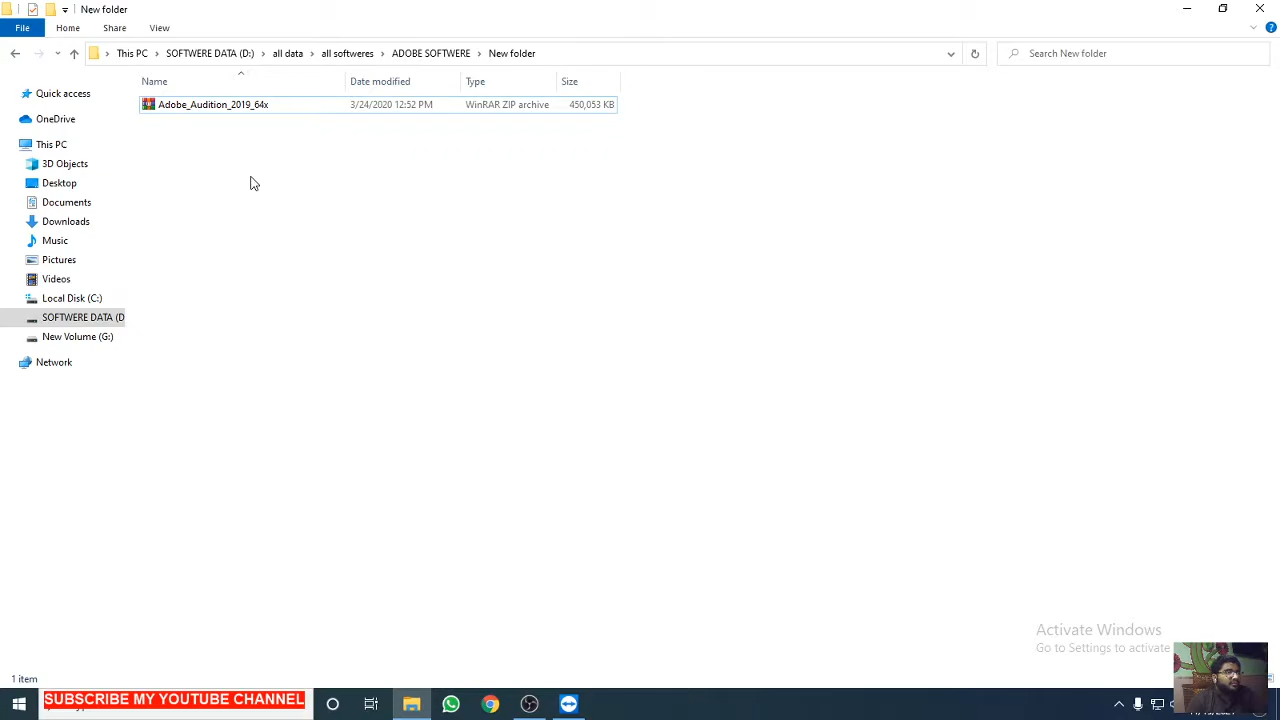 New folder
File Home Share View
This PC SOFTWERE DATA (D:) all data all softweres ADOBE SOFTWERE New folder Search New folder
Name Date modified Type Size
Adobe_Audition_2019_64x 3/24/2020 12:52 PM WinRAR ZIP archive 450,053 KB
Quick access
OneDrive
This PC
3D Objects
Desktop
Documents
Downloads
Music
Pictures
Videos
Local Disk (C:)
SOFTWERE DATA (D
New Volume (G:)
Network
Activate Windows
Go to Settings to activate
1 item
SUBSCRIBE MY YOUTUBE CHANNEL